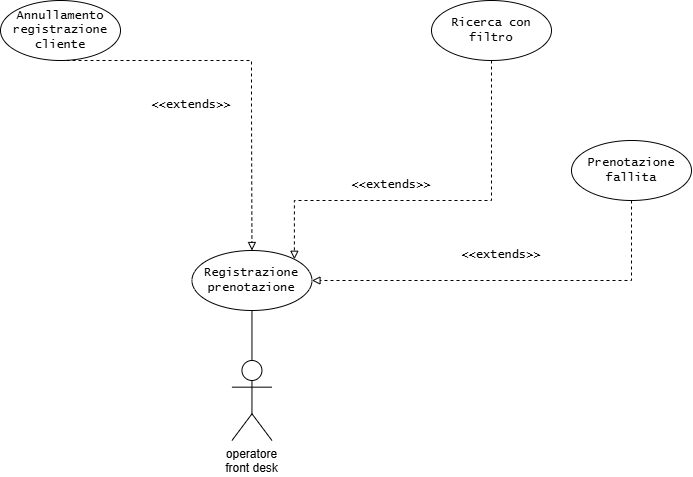 Annullamento
registrazione
cliente
Ricerca con
filtro
<<extends>>
Prenotazione
fallita
<<extends>>
<<extends>>
Registrazione
prenotazione
operatore
front desk